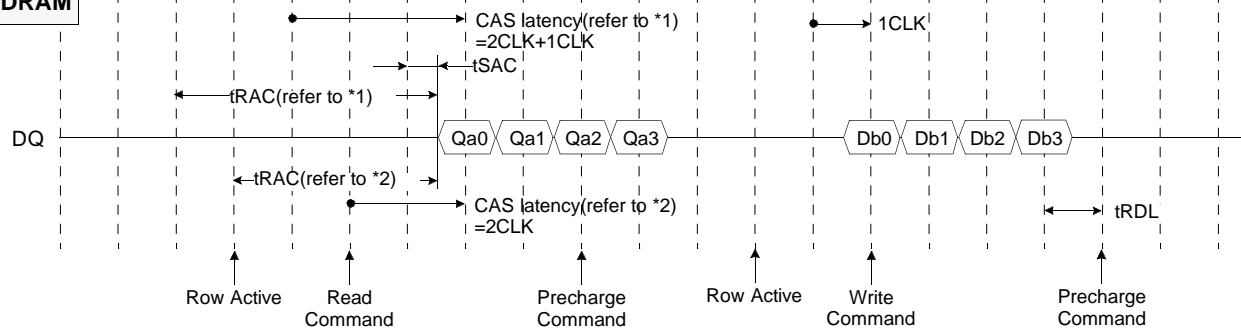 DRAM
CAS latency(refer to *1)
=2CLK+1CLK
1CLK
tSAC
tRAC(refer to *1)
DQ
Qa0 Qa1 Qa2 Qa3 Db0 Db1 Db2 Db3
tRAC(refer to *2)
CAS latency(refer to *2)
=2CLK
tRDL
Row Active
Read
Command
Precharge
Command
Row Active
Write
Command
Precharge
Command